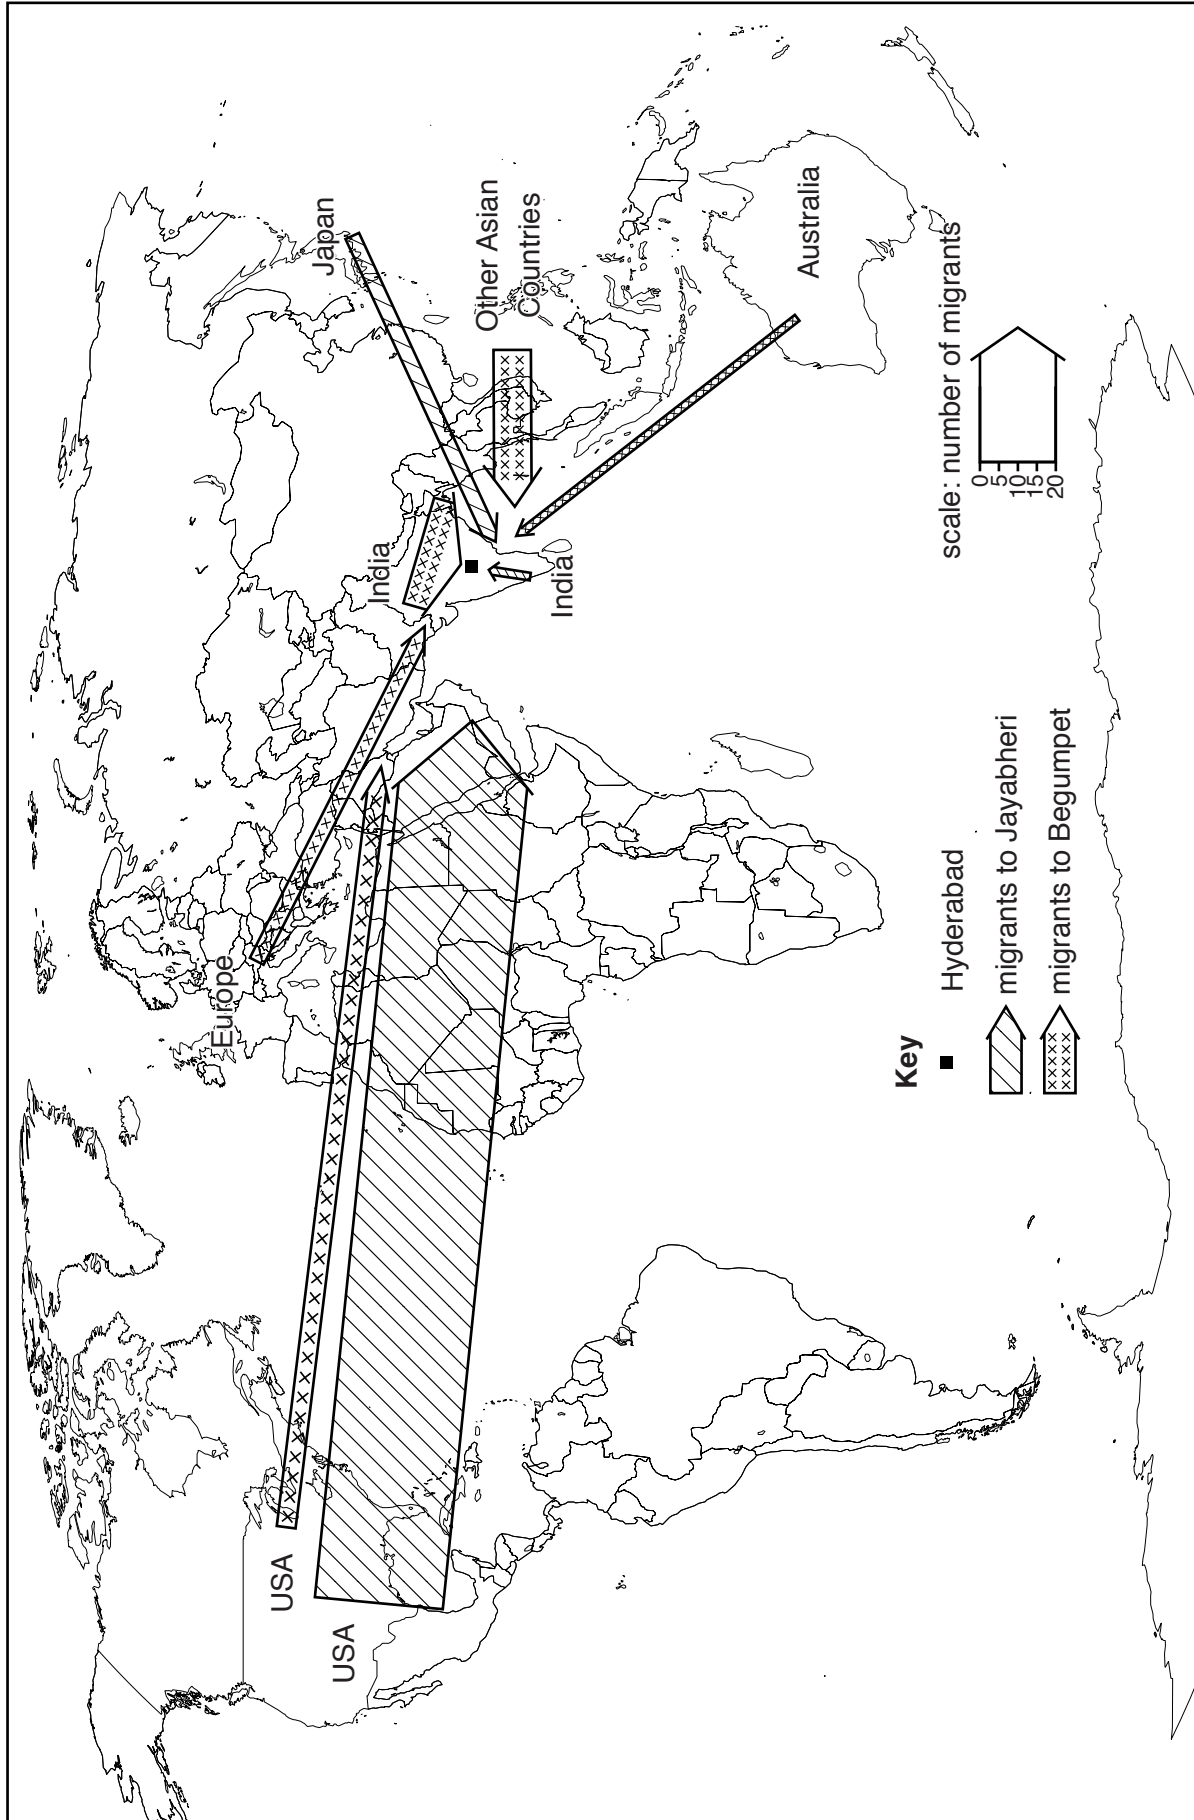 Japan
Other Asian
Countries
Europe
India
India
USA
USA
Australia
scale: number of migrants
0
5
10
15
20
Key
Hyderabad
migrants to Jayabheri
migrants to Begumpet